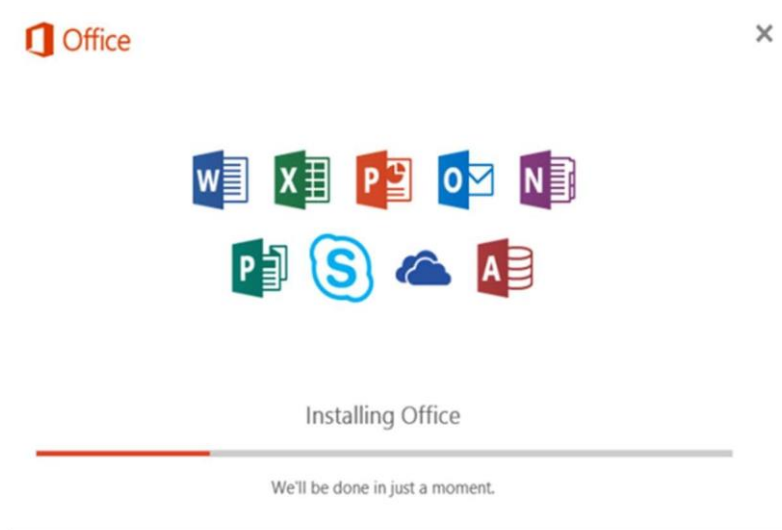 Office
W X P O N
P S A
Installing Office
We'll be done in just a moment.